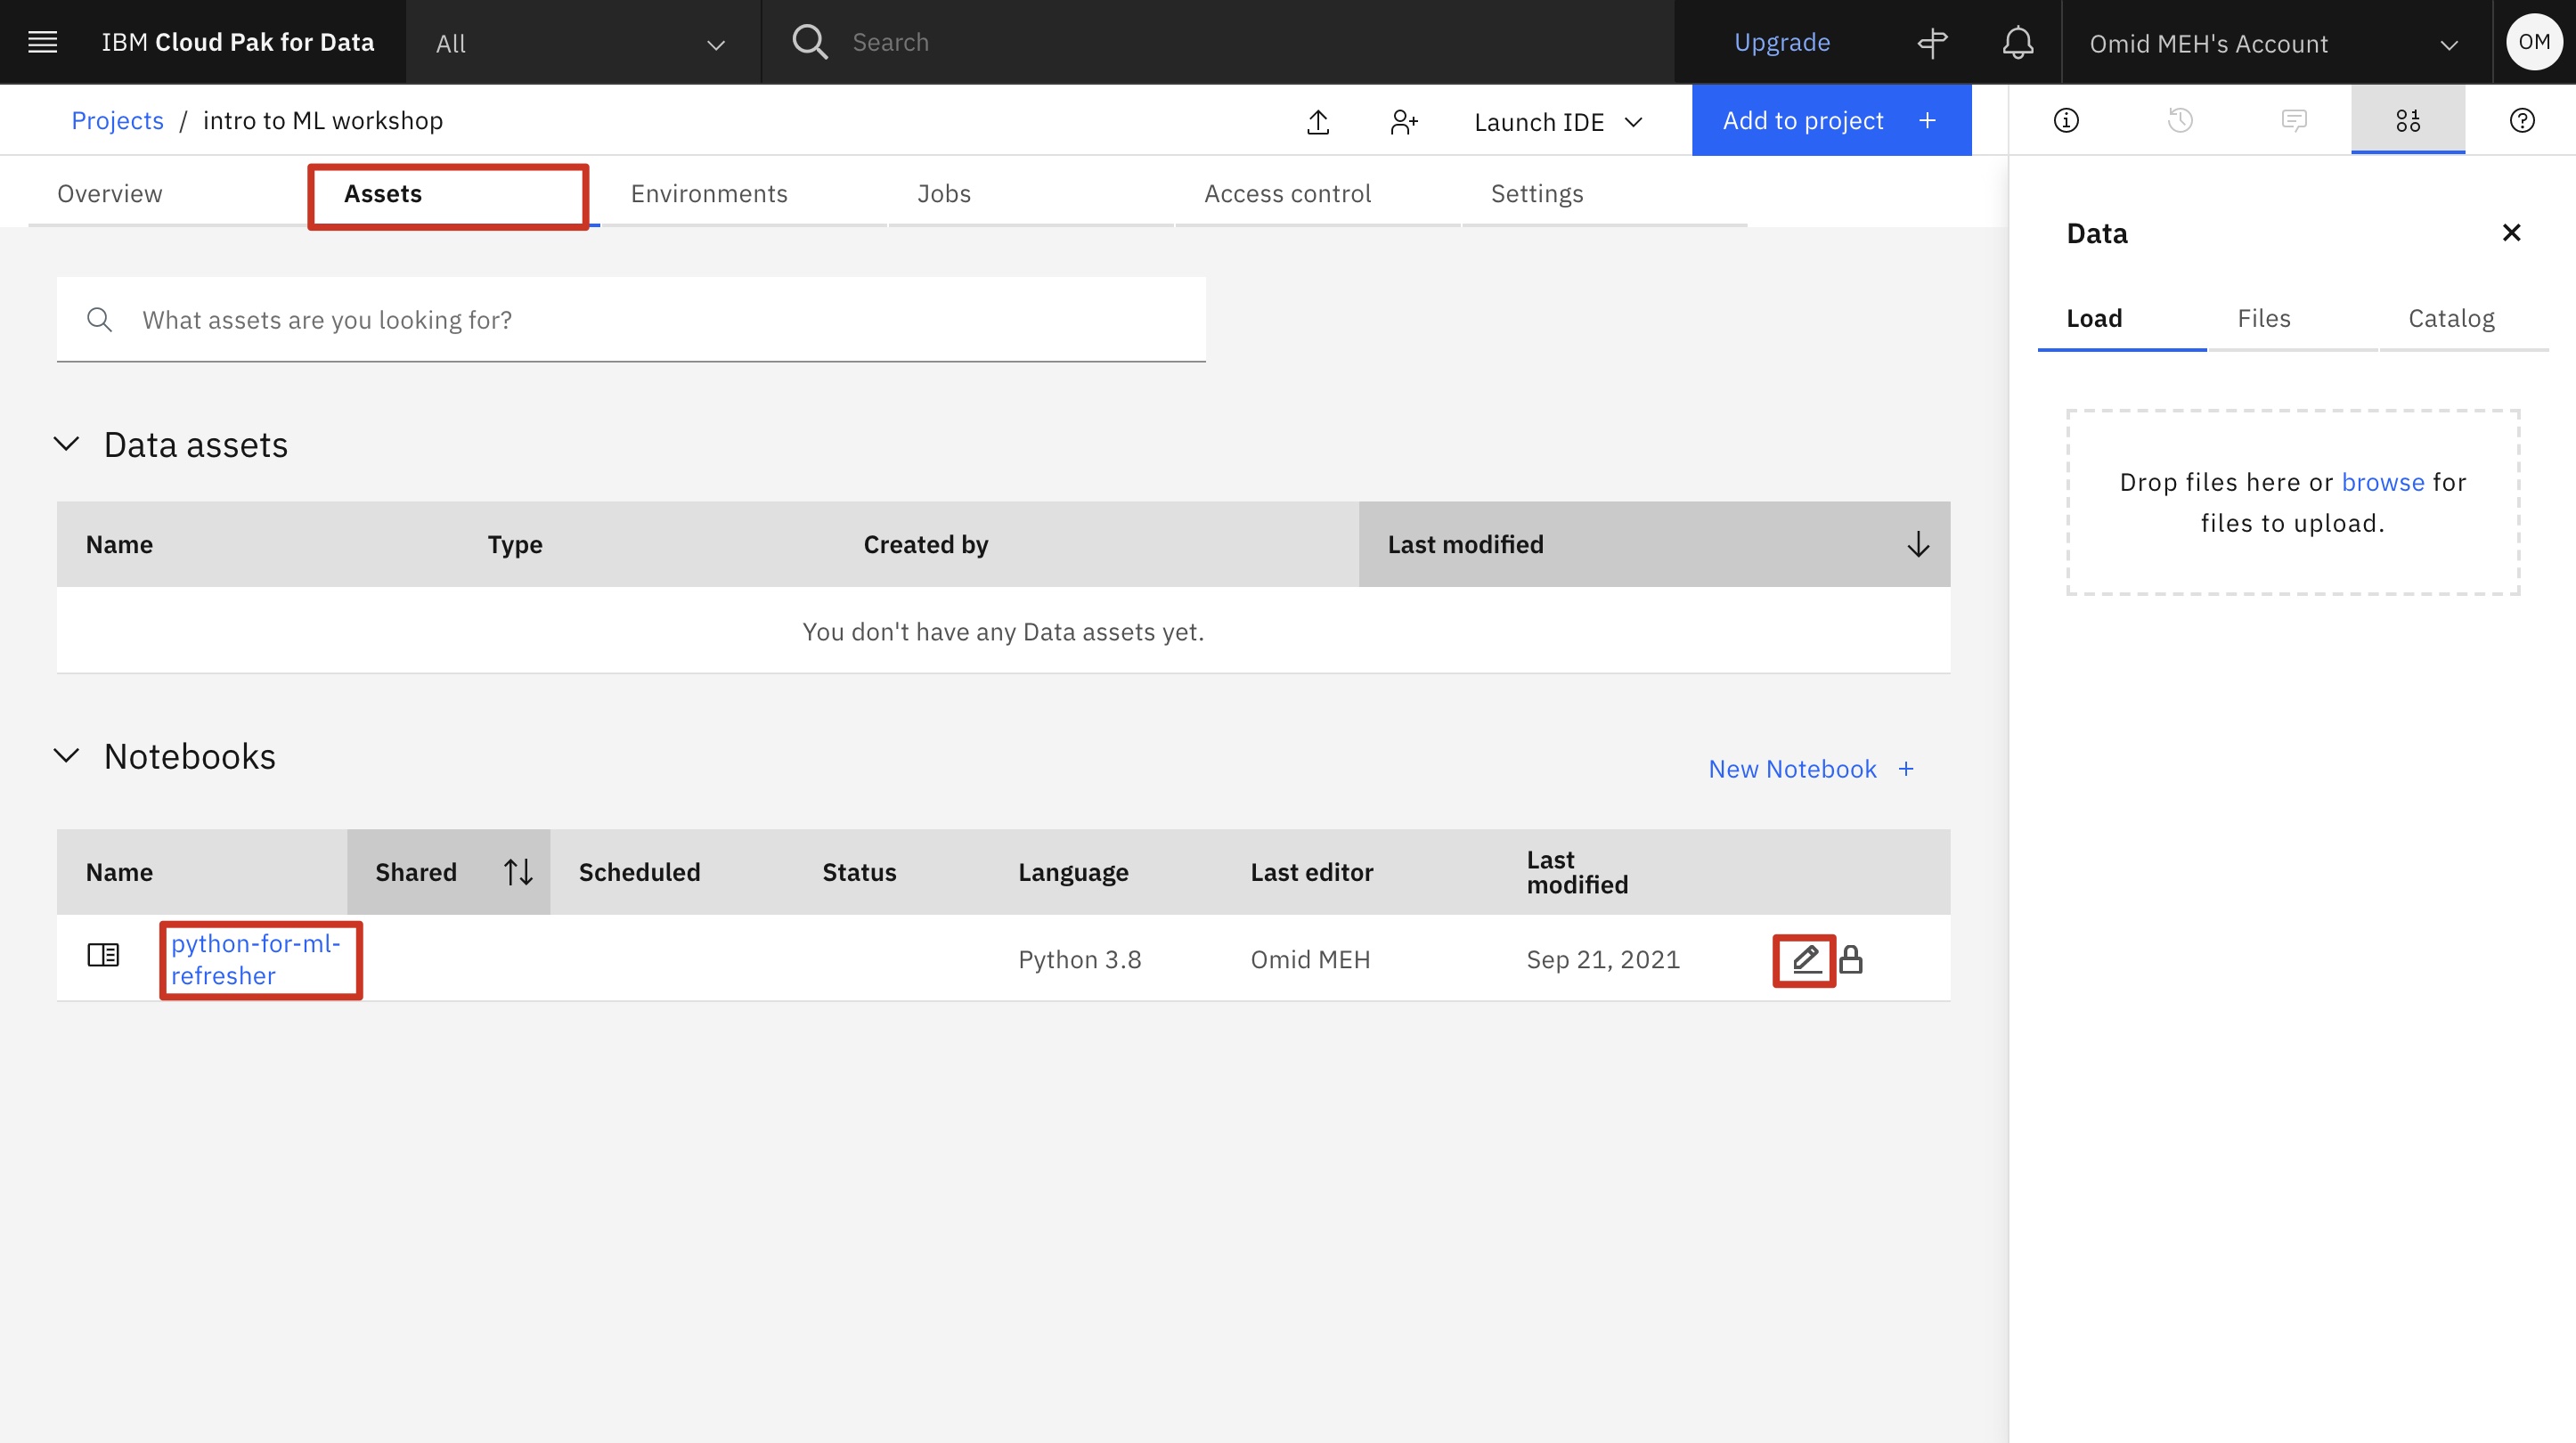 IBM Cloud Pak for Data
All
Search
Upgrade
Omid MEH's Account
OM
Projects / intro to ML workshop
Launch IDE
Add to project +
Overview
Assets
Environments
Jobs
Access control
Settings
What assets are you looking for?
Data assets
Name Type Created by Last modified
You don't have any Data assets yet.
Notebooks
New Notebook +
Name Shared Scheduled Status Language Last editor Last
modified
python-for-ml-
refresher
Python 3.8 Omid MEH Sep 21, 2021
Data
Load Files Catalog
Drop files here or browse for
files to upload.